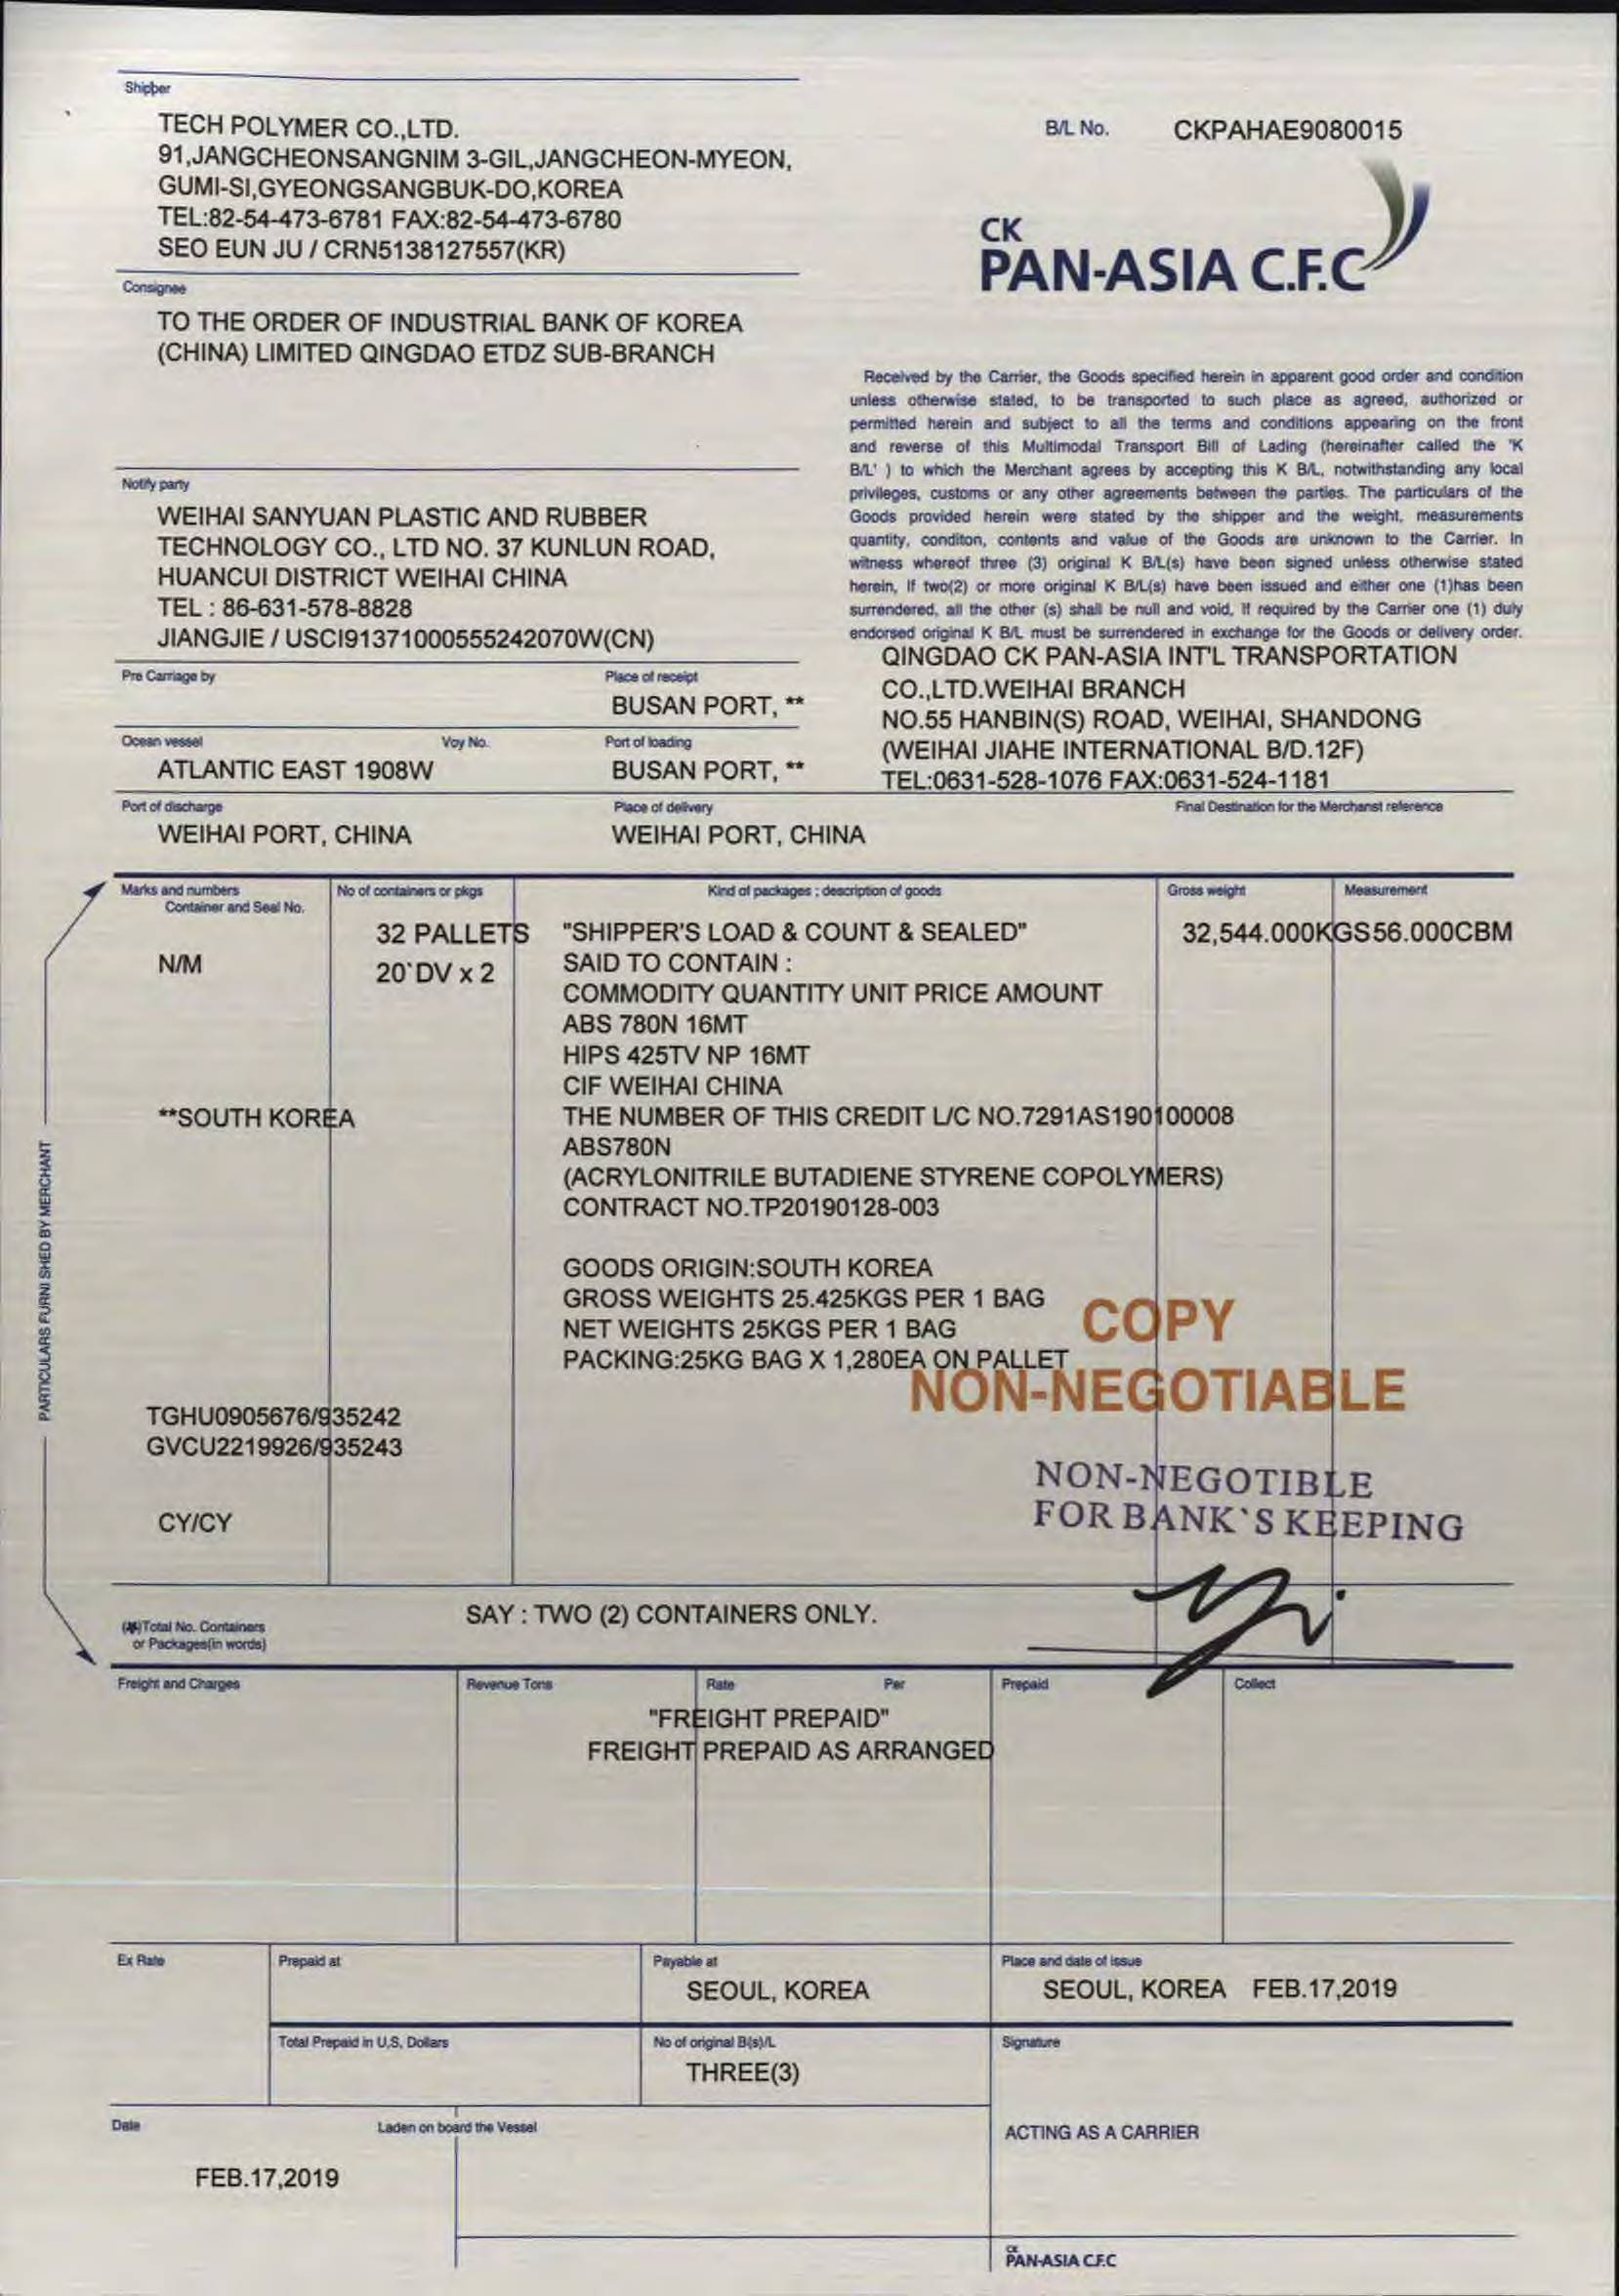 Shipper
TECH POLYMER CO.,LTD.
91,JANGCHEONSANGNIM 3-GIL,JANGCHEON-MYEON,
GUMI-SI,GYEONGSANGBUK-DO,KOREA
TEL:82-54-473-6781 FAX:82-54-473-6780
SEO EUN JU / CRN5138127557(KR)
B/L No. CKPAHAE9080015
CK
PAN-ASIA C.F.C
Consignee
TO THE ORDER OF INDUSTRIAL BANK OF KOREA
(CHINA) LIMITED QINGDAO ETDZ SUB-BRANCH
Received by the Carrier, the Goods specified herein in apparent good order and condition
unless otherwise stated, to be transported to such place as agreed, authorized or
permitted herein and subject to all the terms and conditions appearing on the front
and reverse of this Multimodal Transport Bill of Lading (hereinafter called the 'K
B/L' ) to which the Merchant agrees by accepting this K B/L, notwithstanding any local
privileges, customs or any other agreements between the parties. The particulars of the
Goods provided herein were stated by the shipper and the weight, measurements
quantity, conditon, contents and value of the Goods are unknown to the Carrier. In
witness whereof three (3) original K B/L(s) have been signed unless otherwise stated
herein, If two(2) or more original K B/L(s) have been issued and either one (1)has been
surrendered, all the other (s) shall be null and void, If required by the Carrier one (1) duly
endorsed original K B/L must be surrendered in exchange for the Goods or delivery order.
Notify party
WEIHAI SANYUAN PLASTIC AND RUBBER
TECHNOLOGY CO., LTD NO. 37 KUNLUN ROAD,
HUANCUI DISTRICT WEIHAI CHINA
TEL : 86-631-578-8828
JIANGJIE / USCI91371000555242070W(CN)
QINGDAO CK PAN-ASIA INT'L TRANSPORTATION
CO.,LTD.WEIHAI BRANCH
NO.55 HANBIN(S) ROAD, WEIHAI, SHANDONG
(WEIHAI JIAHE INTERNATIONAL B/D.12F)
TEL:0631-528-1076 FAX:0631-524-1181
Pre Carriage by Place of receipt
BUSAN PORT, **
Ocean vessel Voy No. Port of loading
ATLANTIC EAST 1908W BUSAN PORT, **
Port of discharge Place of delivery Final Destination for the Merchanst reference
WEIHAI PORT, CHINA WEIHAI PORT, CHINA
PARTICULARS FURNI SHED BY MERCHANT
Marks and numbers No of containers or pkgs Kind of packages ; description of goods Gross weight Measurement
Container and Seal No.
32 PALLETS "SHIPPER'S LOAD & COUNT & SEALED" 32,544.000KGS 56.000CBM
N/M 20`DV x 2 SAID TO CONTAIN :
COMMODITY QUANTITY UNIT PRICE AMOUNT
ABS 780N 16MT
HIPS 425TV NP 16MT
CIF WEIHAI CHINA
**SOUTH KOREA THE NUMBER OF THIS CREDIT L/C NO.7291AS190100008
ABS780N
(ACRYLONITRILE BUTADIENE STYRENE COPOLYMERS)
CONTRACT NO.TP20190128-003
GOODS ORIGIN:SOUTH KOREA
GROSS WEIGHTS 25.425KGS PER 1 BAG
NET WEIGHTS 25KGS PER 1 BAG
PACKING:25KG BAG X 1,280EA ON PALLET
COPY
NON-NEGOTIABLE
TGHU0905676/935242
GVCU2219926/935243
NON-NEGOTIBLE
FOR BANK`S KEEPING
CY/CY
Total No. Containers
or Packages(in words)
SAY : TWO (2) CONTAINERS ONLY.
Freight and Charges Revenue Tons Rate Per Prepaid Collect
"FREIGHT PREPAID"
FREIGHT PREPAID AS ARRANGED
Ex Rate Prepaid at Payable at Place and date of issue
SEOUL, KOREA SEOUL, KOREA FEB.17,2019
Total Prepaid in U.S. Dollars No of original B(s)/L Signature
THREE(3)
Date Laden on board the Vessel
ACTING AS A CARRIER
FEB.17,2019
CK
PAN-ASIA C.F.C